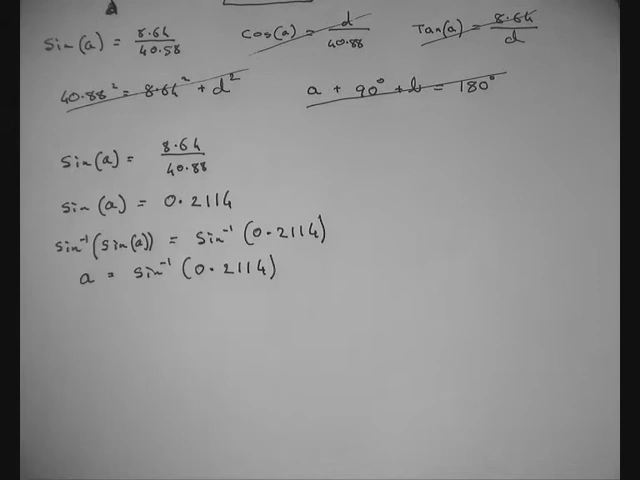 Sin(a) = 8.64/40.58 cos(a) = d/40.88 Tan(a) = 8.64/d
40.88² = 8.64² + d² a + 90° + b = 180°
Sin(a) = 8.64/40.88
Sin(a) = 0.2114
Sin⁻¹(Sin(a)) = Sin⁻¹(0.2114)
a = Sin⁻¹(0.2114)